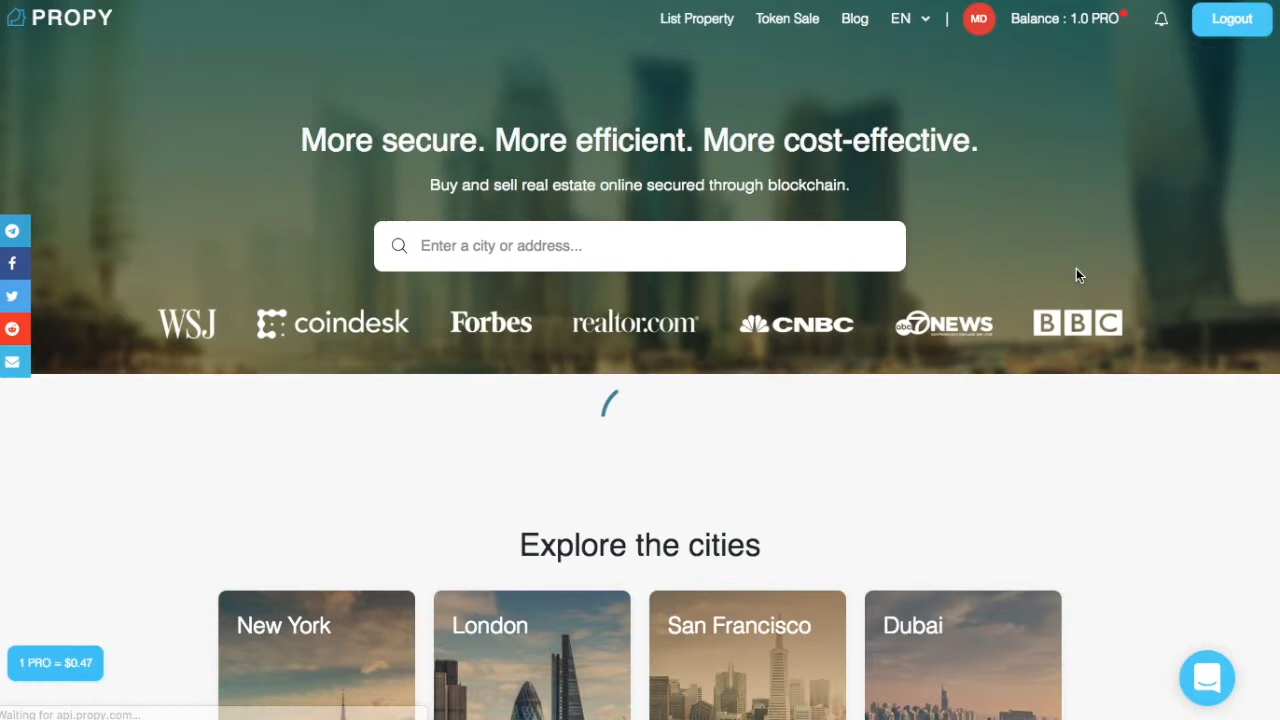 PROPY
List Property
Token Sale
Blog
EN
|
MD
Balance : 1.0 PRO
Logout
More secure. More efficient. More cost-effective.
Buy and sell real estate online secured through blockchain.
Enter a city or address...
WSJ
coindesk
Forbes
realtor.com
CNBC
abc 7 NEWS
BBC
Explore the cities
New York
London
San Francisco
Dubai
1 PRO = $0.47
Waiting for api.propy.com...